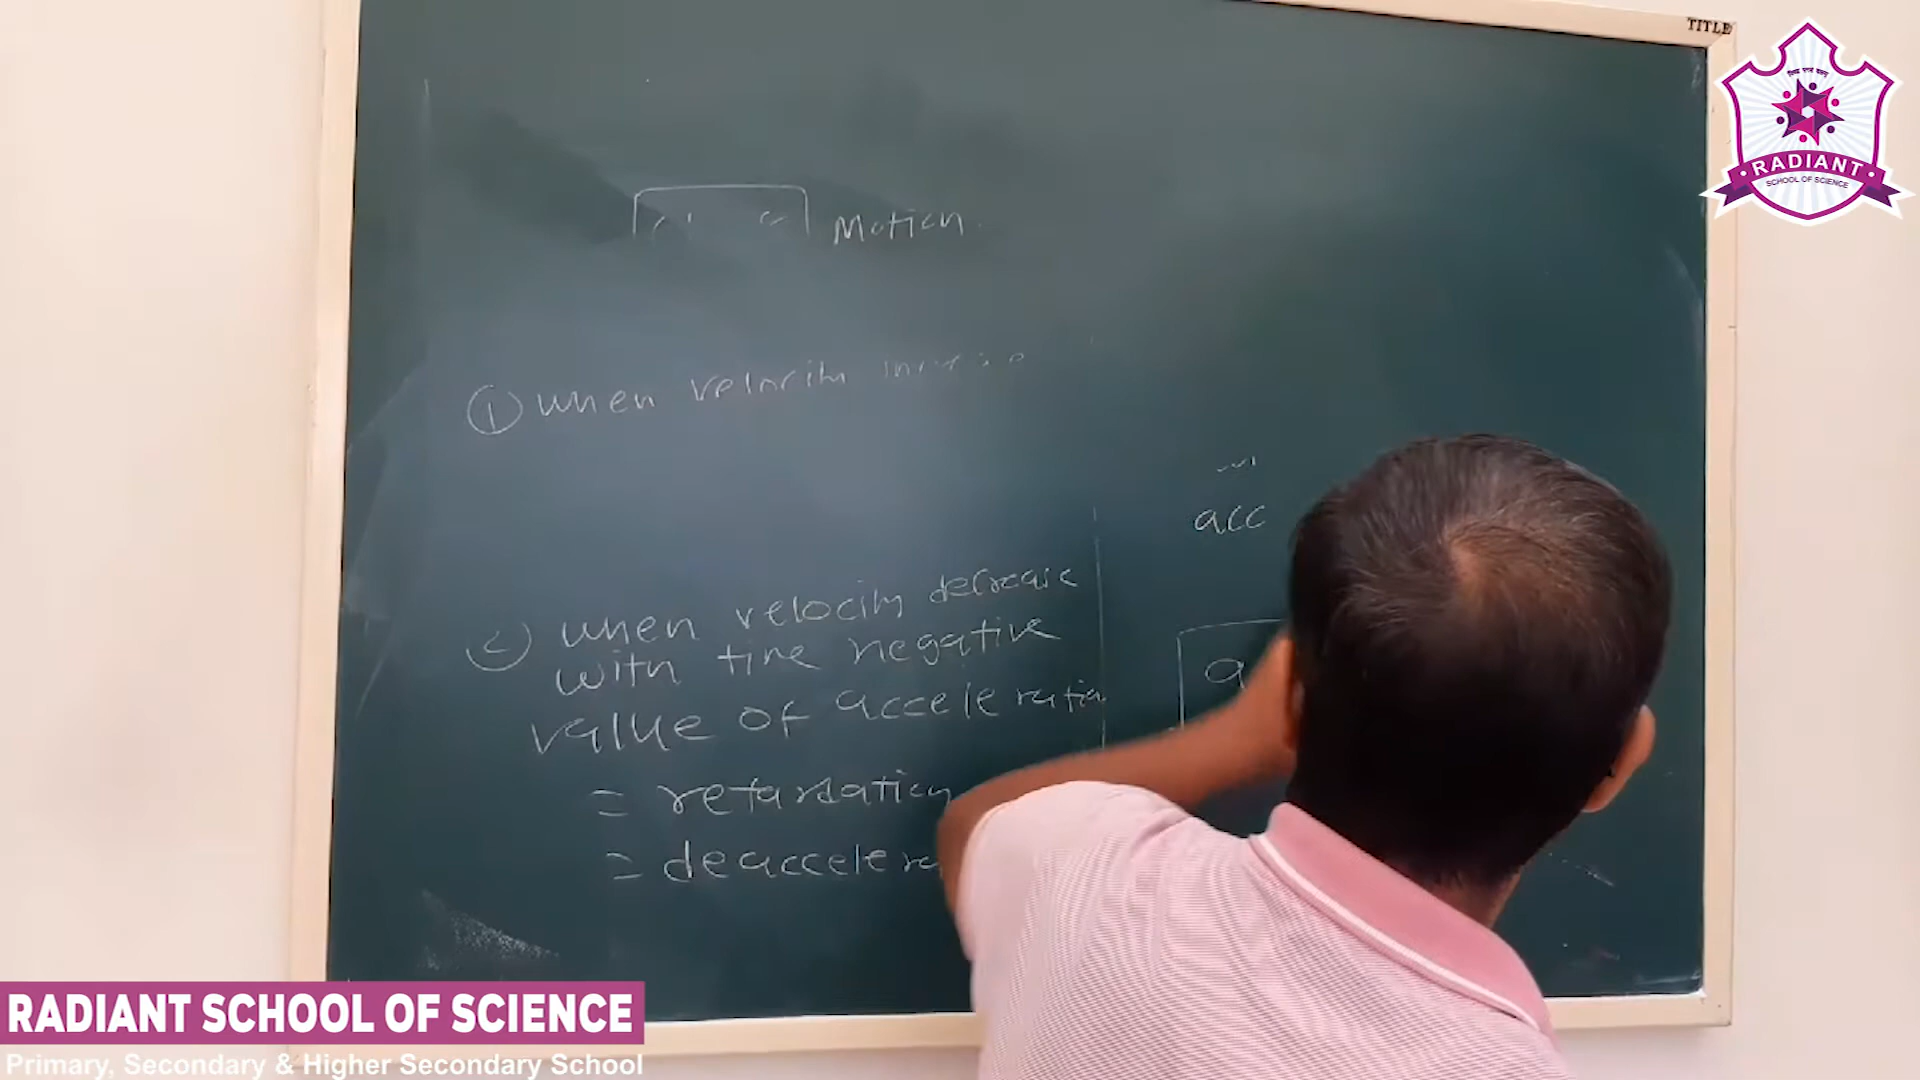 TITLE
RADIANT
SCHOOL OF SCIENCE
Motion
① when velocity
acc
② when velocity decrease
with time negative
value of acceleration
a
= retardation
= deaccelera
RADIANT SCHOOL OF SCIENCE
Primary, Secondary & Higher Secondary School